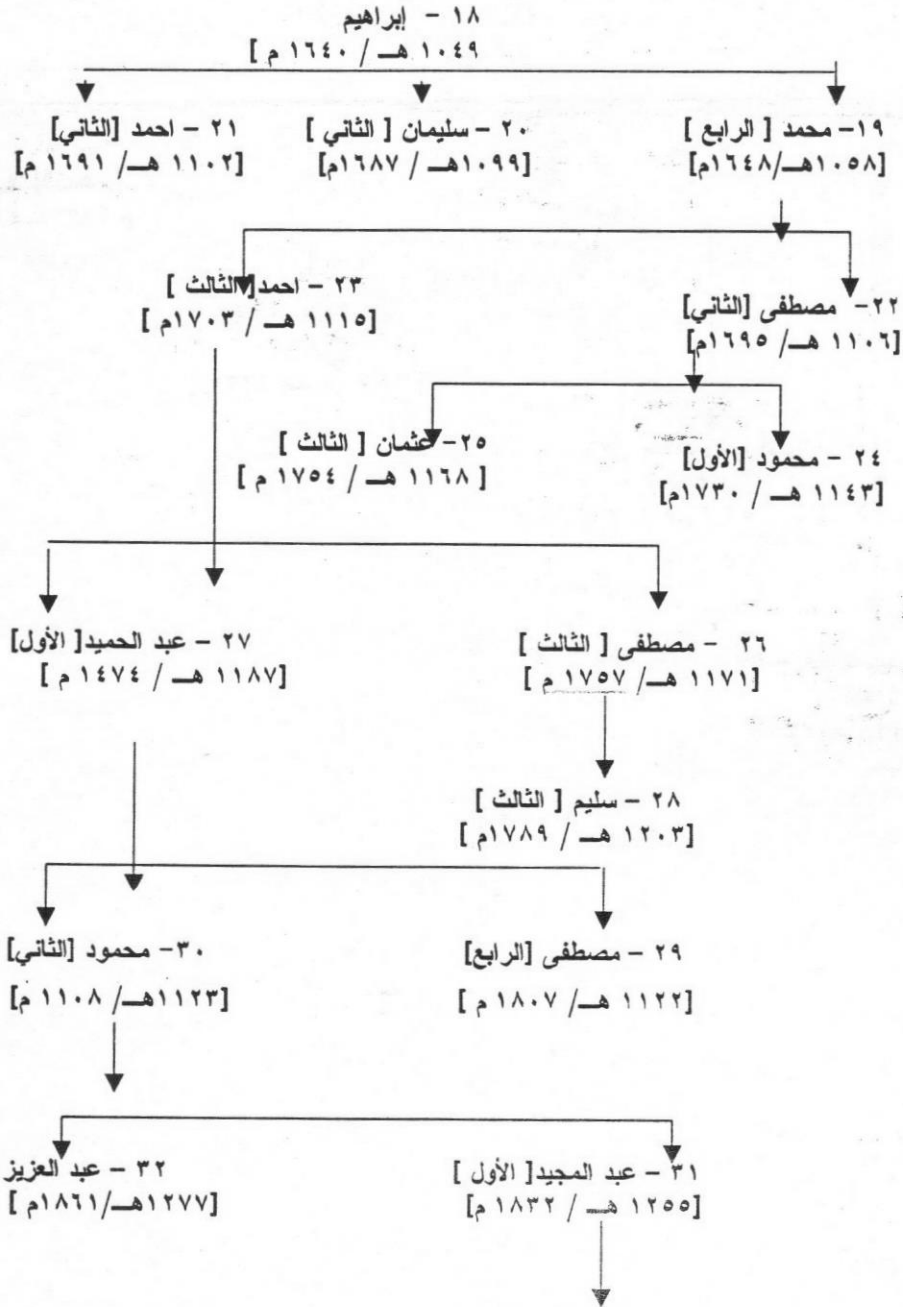 ١٨ - إبراهيم
١٠٤٩ هـ / ١٦٤٠ م ]
١٩- محمد [ الرابع ]
[١٠٥٨هـ/١٦٤٨م]
٢٠ - سليمان [ الثاني ]
[١٠٩٩هـ / ١٦٨٧م]
٢١ - احمد [الثاني]
[١١٠٢ هـ/ ١٦٩١ م]
٢٢- مصطفى [الثاني]
[١١٠٦ هـ/ ١٦٩٥م]
٢٣ - احمد[ الثالث ]
[١١١٥ هـ / ١٧٠٣م ]
٢٤ - محمود [الأول]
[١١٤٣ هـ / ١٧٣٠م]
٢٥- عثمان [ الثالث ]
[ ١١٦٨ هـ / ١٧٥٤ م ]
٢٦ - مصطفى [ الثالث ]
[١١٧١ هـ/ ١٧٥٧ م ]
٢٧ - عبد الحميد[ الأول]
[١١٨٧ هـ / ١٤٧٤ م ]
٢٨ - سليم [ الثالث ]
[١٢٠٣ هـ / ١٧٨٩م ]
٢٩ - مصطفى [الرابع]
[١١٢٢ هـ/ ١٨٠٧ م ]
٣٠- محمود [الثاني]
[١١٢٣هـ/ ١١٠٨ م]
٣١ - عبد المجيد[ الأول ]
[١٢٥٥ هـ / ١٨٣٢ م]
٣٢ - عبد العزيز
[١٢٧٧هـ/١٨٦١م ]